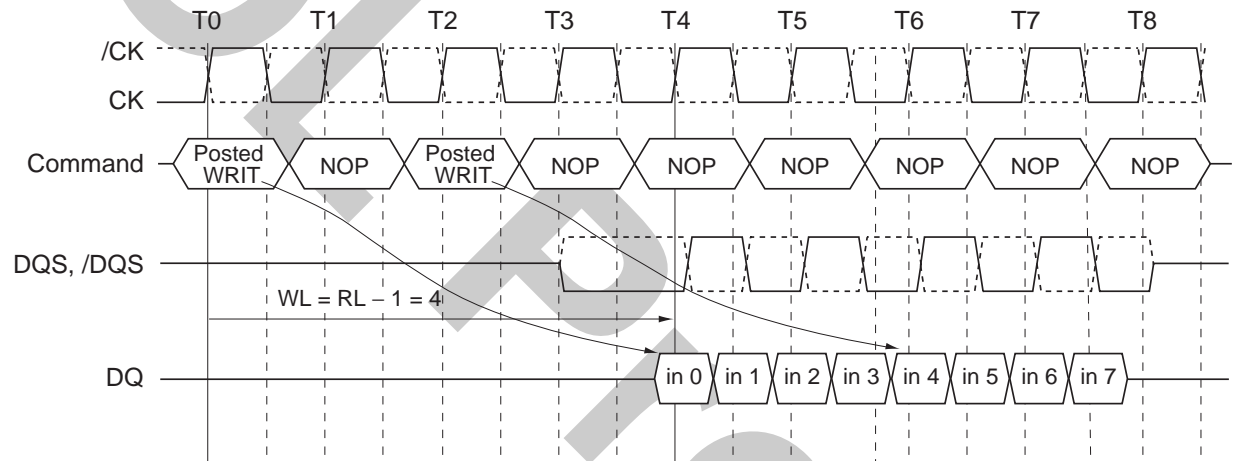 T0 T1 T2 T3 T4 T5 T6 T7 T8
/CK
CK
Command Posted WRIT NOP Posted WRIT NOP NOP NOP NOP NOP NOP
DQS, /DQS
WL = RL − 1 = 4
DQ in 0 in 1 in 2 in 3 in 4 in 5 in 6 in 7